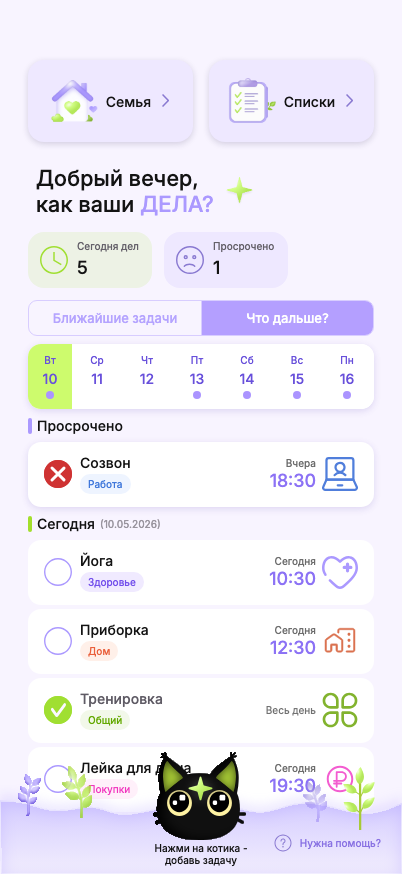 Семья
Списки
Добрый вечер,
как ваши ДЕЛА?
Сегодня дел
5
Просрочено
1
Ближайшие задачи
Что дальше?
Вт Ср Чт Пт Сб Вс Пн
10 11 12 13 14 15 16
Просрочено
Созвон
Работа
Вчера
18:30
Сегодня (10.05.2026)
Йога
Здоровье
Сегодня
10:30
Приборка
Дом
Сегодня
12:30
Тренировка
Общий
Весь день
Лейка для
Покупки
Сегодня
19:30
Нажми на котика -
добавь задачу
? Нужна помощь?